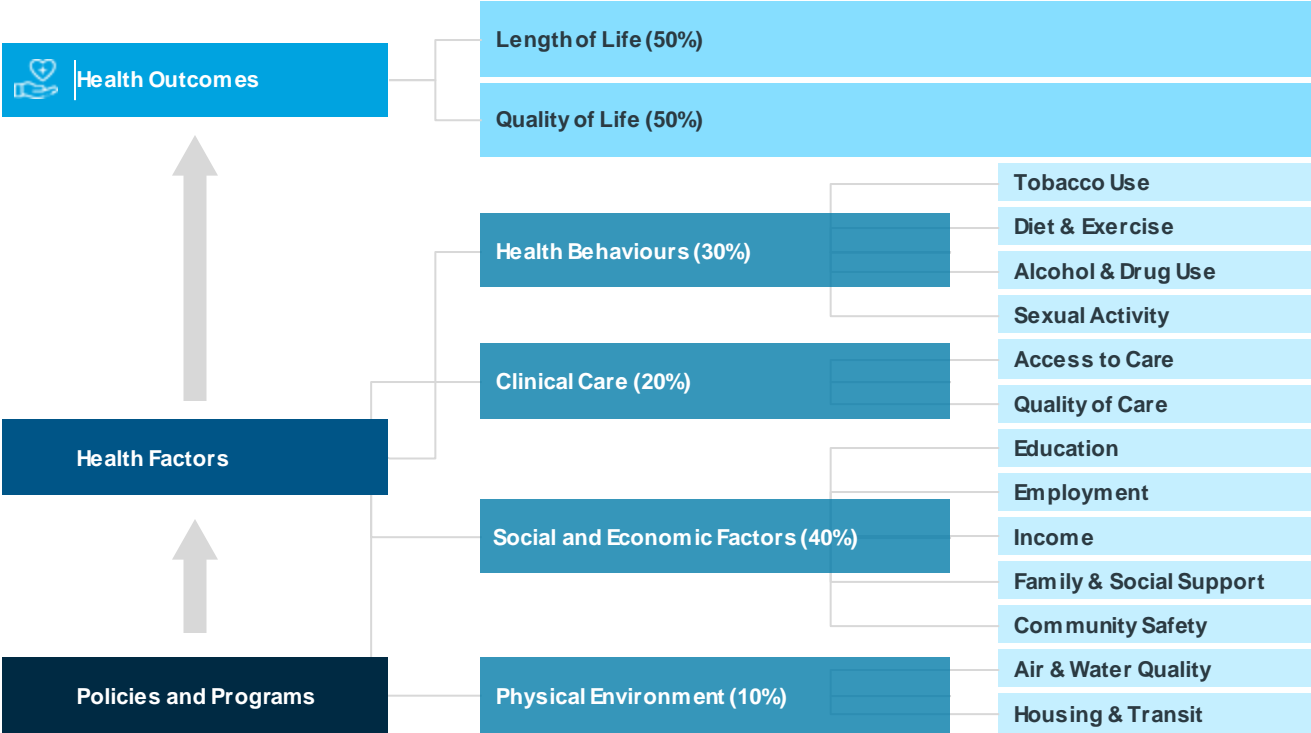 Health Outcomes
Length of Life (50%)
Quality of Life (50%)
Health Factors
Health Behaviours (30%)
Tobacco Use
Diet & Exercise
Alcohol & Drug Use
Sexual Activity
Clinical Care (20%)
Access to Care
Quality of Care
Social and Economic Factors (40%)
Education
Employment
Income
Family & Social Support
Community Safety
Policies and Programs
Physical Environment (10%)
Air & Water Quality
Housing & Transit